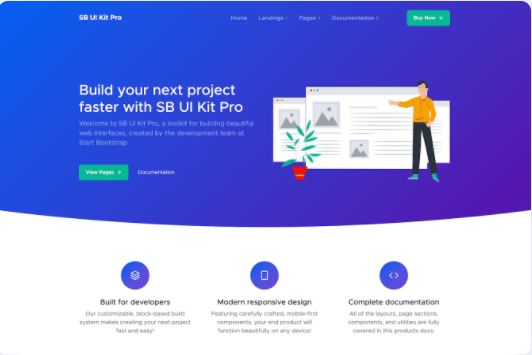 SB UI Kit Pro
Home Landings Pages Documentation
Buy Now →
Build your next project
faster with SB UI Kit Pro
Welcome to SB UI Kit Pro, a toolkit for building beautiful
web interfaces, created by the development team at
Start Bootstrap
View Pages →
Documentation
Built for developers
Our customizable, block-based build
system makes creating your next project
fast and easy!
Modern responsive design
Featuring carefully crafted, mobile-first
components, your end product will
function beautifully on any device!
Complete documentation
All of the layouts, page sections,
components, and utilities are fully
covered in this products docs.